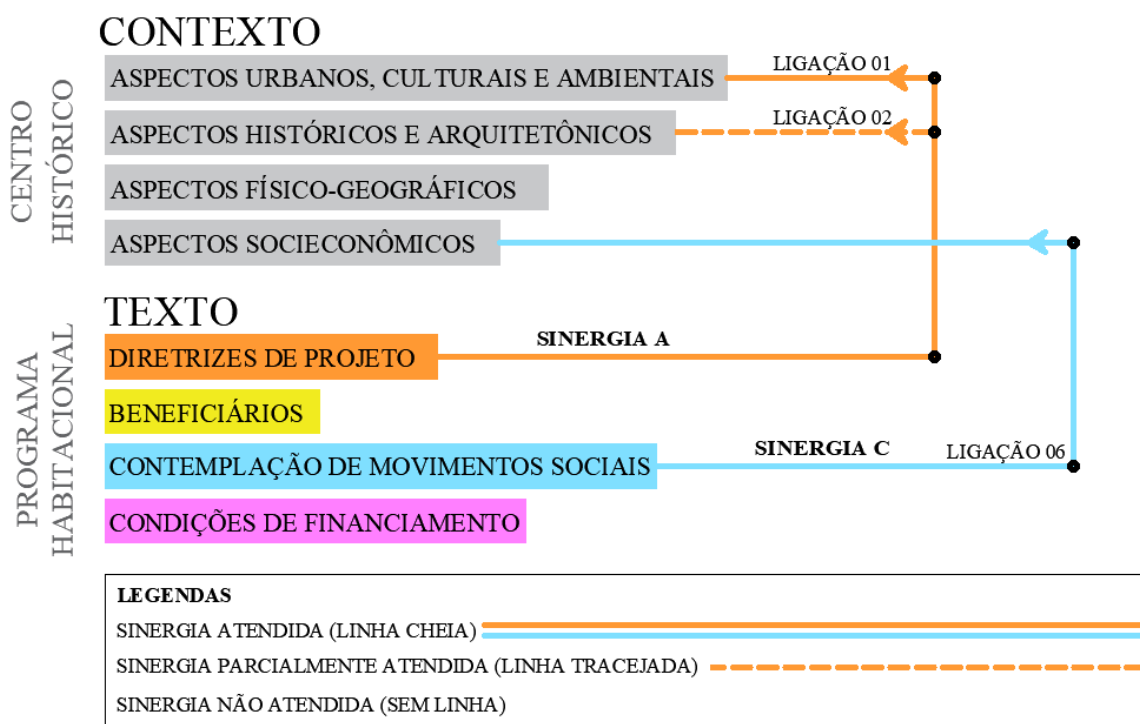 CONTEXTO
CENTRO
HISTÓRICO
ASPECTOS URBANOS, CULTURAIS E AMBIENTAIS
LIGAÇÃO 01
ASPECTOS HISTÓRICOS E ARQUITETÔNICOS
LIGAÇÃO 02
ASPECTOS FÍSICO-GEOGRÁFICOS
ASPECTOS SOCIECONÔMICOS
TEXTO
PROGRAMA
HABITACIONAL
DIRETRIZES DE PROJETO
SINERGIA A
BENEFICIÁRIOS
CONTEMPLAÇÃO DE MOVIMENTOS SOCIAIS
SINERGIA C
LIGAÇÃO 06
CONDIÇÕES DE FINANCIAMENTO
LEGENDAS
SINERGIA ATENDIDA (LINHA CHEIA)
SINERGIA PARCIALMENTE ATENDIDA (LINHA TRACEJADA)
SINERGIA NÃO ATENDIDA (SEM LINHA)